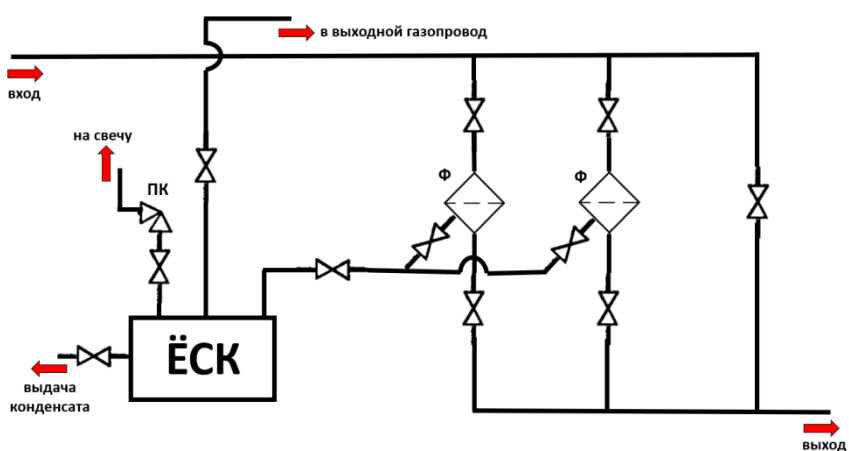 в выходной газопровод
вход
на свечу
ПК
Ф
Ф
ЁСК
выдача
конденсата
выход